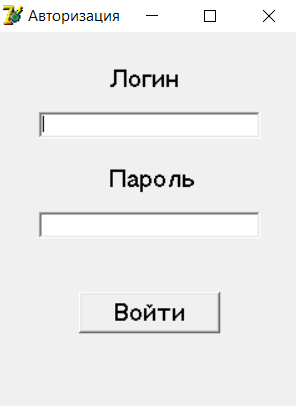 Авторизация
Логин
Пароль
Войти